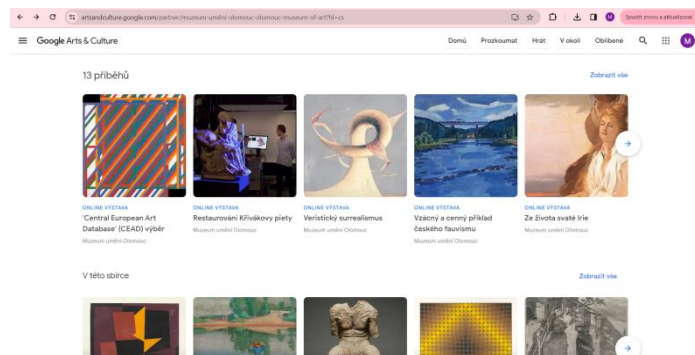 artsandculture.google.com/partner/muzeum-umění-olomouc-olomouc-museum-of-art?hl=cs
M
Spustit znovu a aktualizovat
Google Arts & Culture
Domů Prozkoumat Hrát V okolí Oblíbené
M
13 příběhů
Zobrazit vše
ONLINE VÝSTAVA
'Central European Art
Database' (CEAD) výběr
Muzeum umění Olomouc
ONLINE VÝSTAVA
Restaurování Křivákovy piety
Muzeum umění Olomouc
ONLINE VÝSTAVA
Veristický surrealismus
Muzeum umění Olomouc
ONLINE VÝSTAVA
Vzácný a cenný příklad
českého fauvismu
Muzeum umění Olomouc
ONLINE VÝSTAVA
Ze života svaté Irie
Muzeum umění Olomouc
V této sbírce
Zobrazit vše